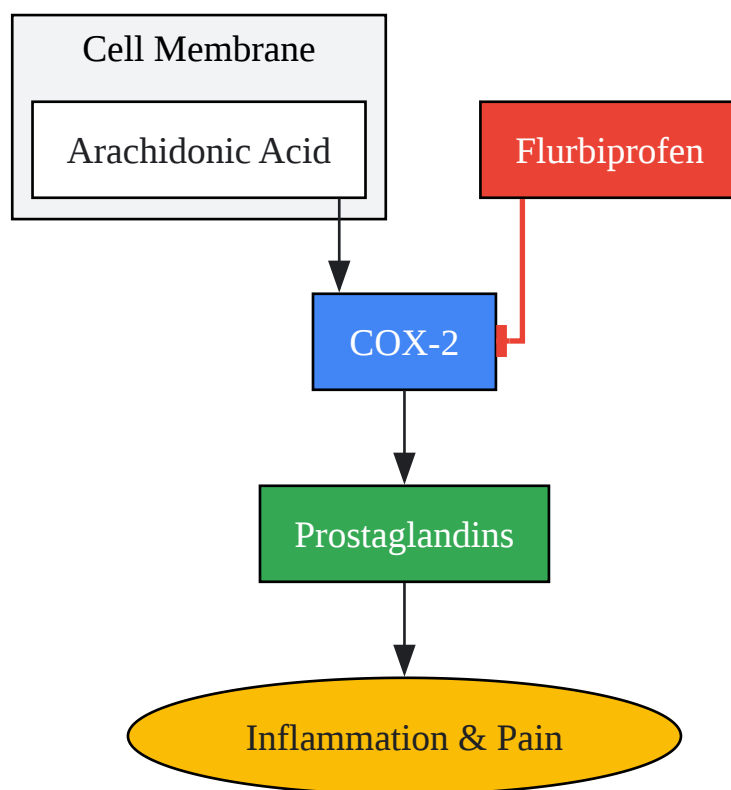 Cell Membrane
Arachidonic Acid
Flurbiprofen
COX-2
Prostaglandins
Inflammation & Pain